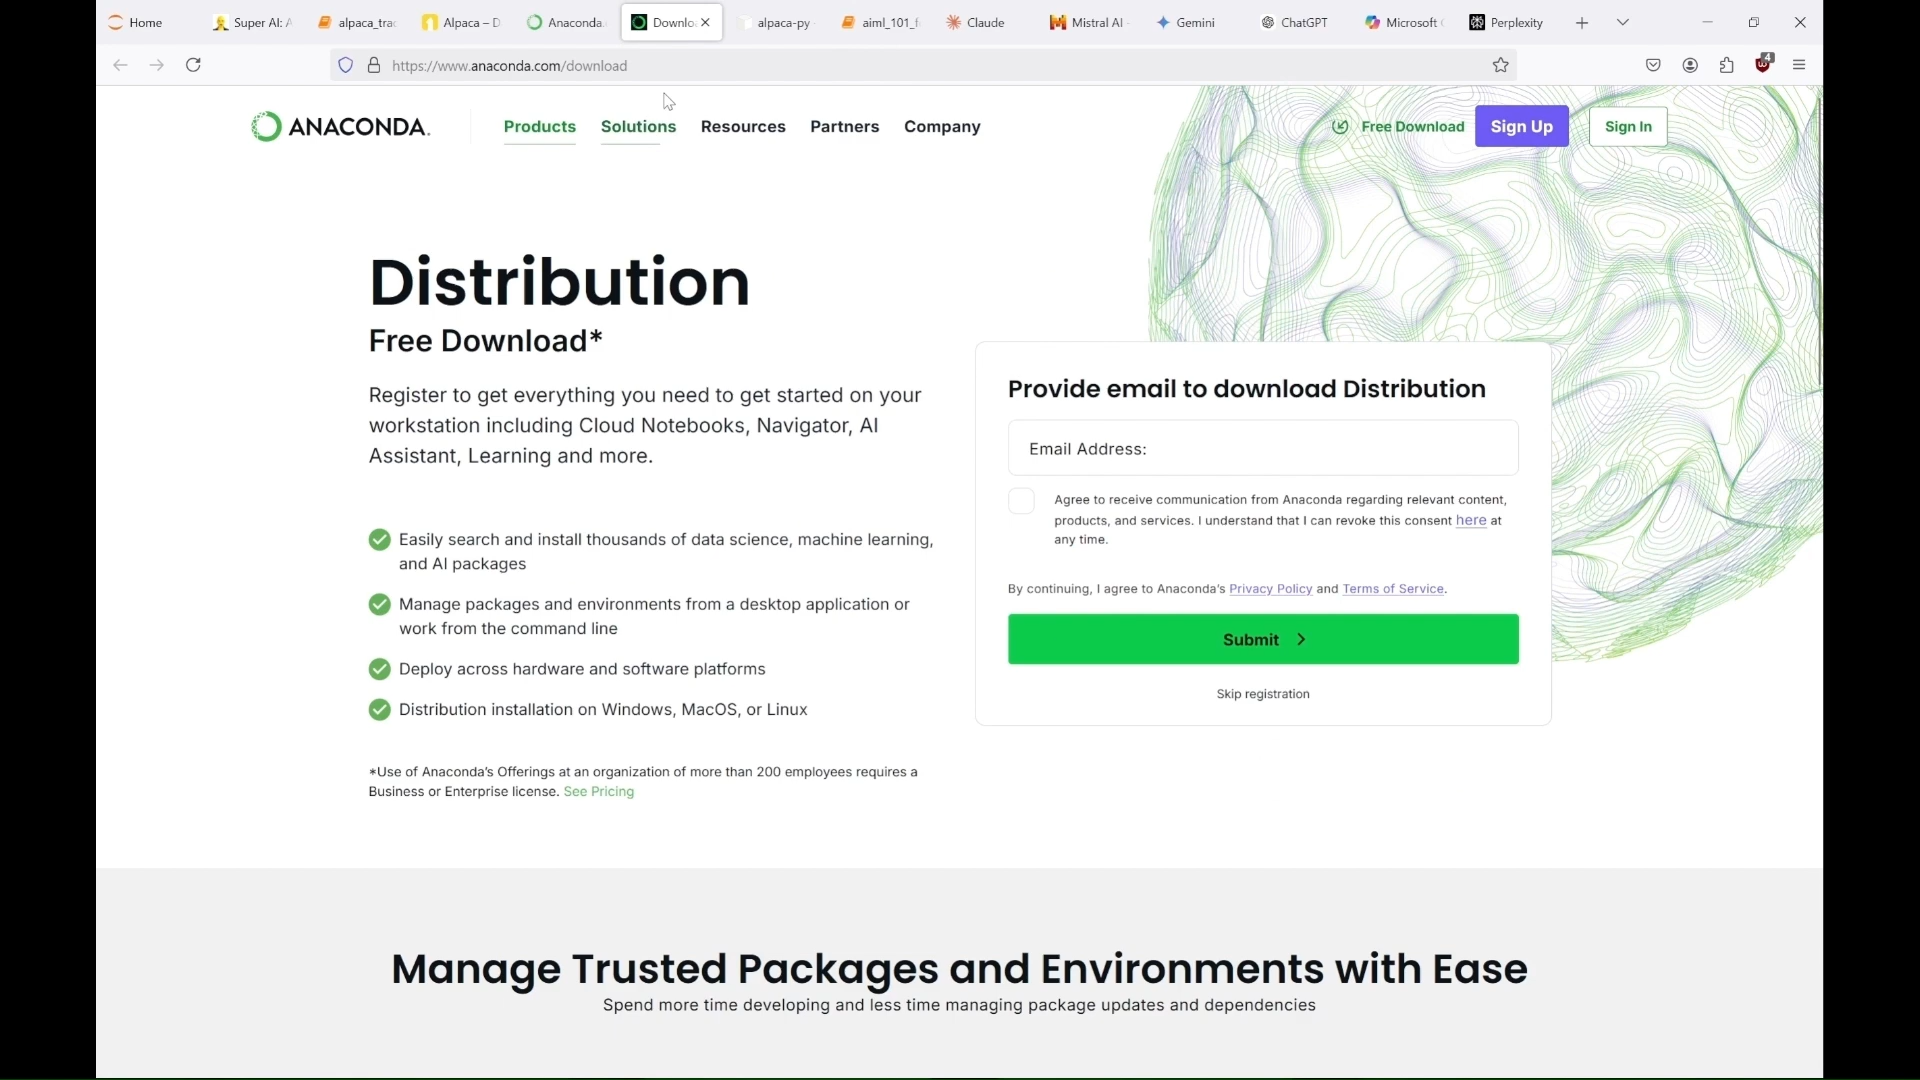 Home
Super AI: A
alpaca_trac
Alpaca – D
Anaconda.
Downlo
alpaca-py
aiml_101_f
Claude
Mistral AI -
Gemini
ChatGPT
Microsoft C
Perplexity
https://www.anaconda.com/download
4
ANACONDA.
Products
Solutions
Resources
Partners
Company
Free Download
Sign Up
Sign In
Distribution
Free Download*
Register to get everything you need to get started on your
workstation including Cloud Notebooks, Navigator, AI
Assistant, Learning and more.
Easily search and install thousands of data science, machine learning,
and AI packages
Manage packages and environments from a desktop application or
work from the command line
Deploy across hardware and software platforms
Distribution installation on Windows, MacOS, or Linux
*Use of Anaconda’s Offerings at an organization of more than 200 employees requires a
Business or Enterprise license. See Pricing
Provide email to download Distribution
Email Address:
Agree to receive communication from Anaconda regarding relevant content,
products, and services. I understand that I can revoke this consent here at
any time.
By continuing, I agree to Anaconda’s Privacy Policy and Terms of Service.
Submit
Skip registration
Manage Trusted Packages and Environments with Ease
Spend more time developing and less time managing package updates and dependencies